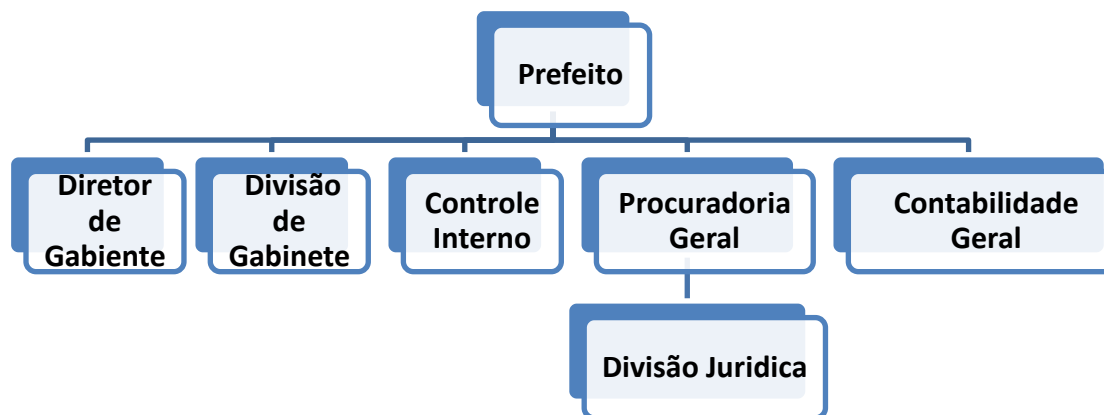 Prefeito
Diretor
de
Gabiente
Divisão
de
Gabinete
Controle
Interno
Procuradoria
Geral
Contabilidade
Geral
Divisão Juridica